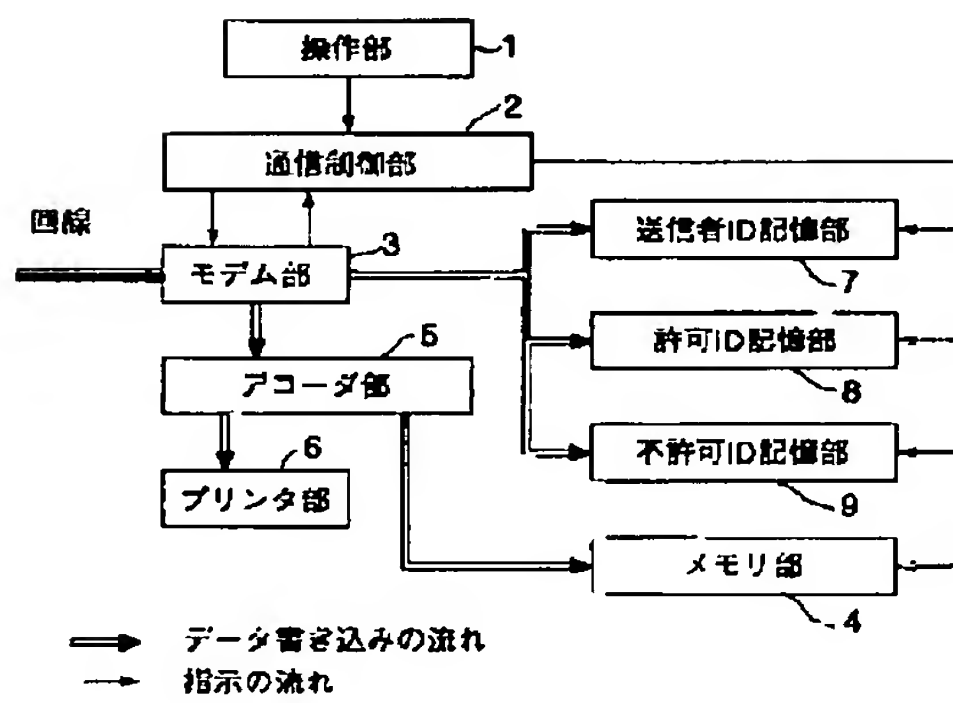 操作部
1
2
通信制御部
回線
3
モデム部
送信者ID記憶部
7
5
アコーダ部
許可ID記憶部
8
6
プリンタ部
不許可ID記憶部
9
メモリ部
4
データ書き込みの流れ
指示の流れ